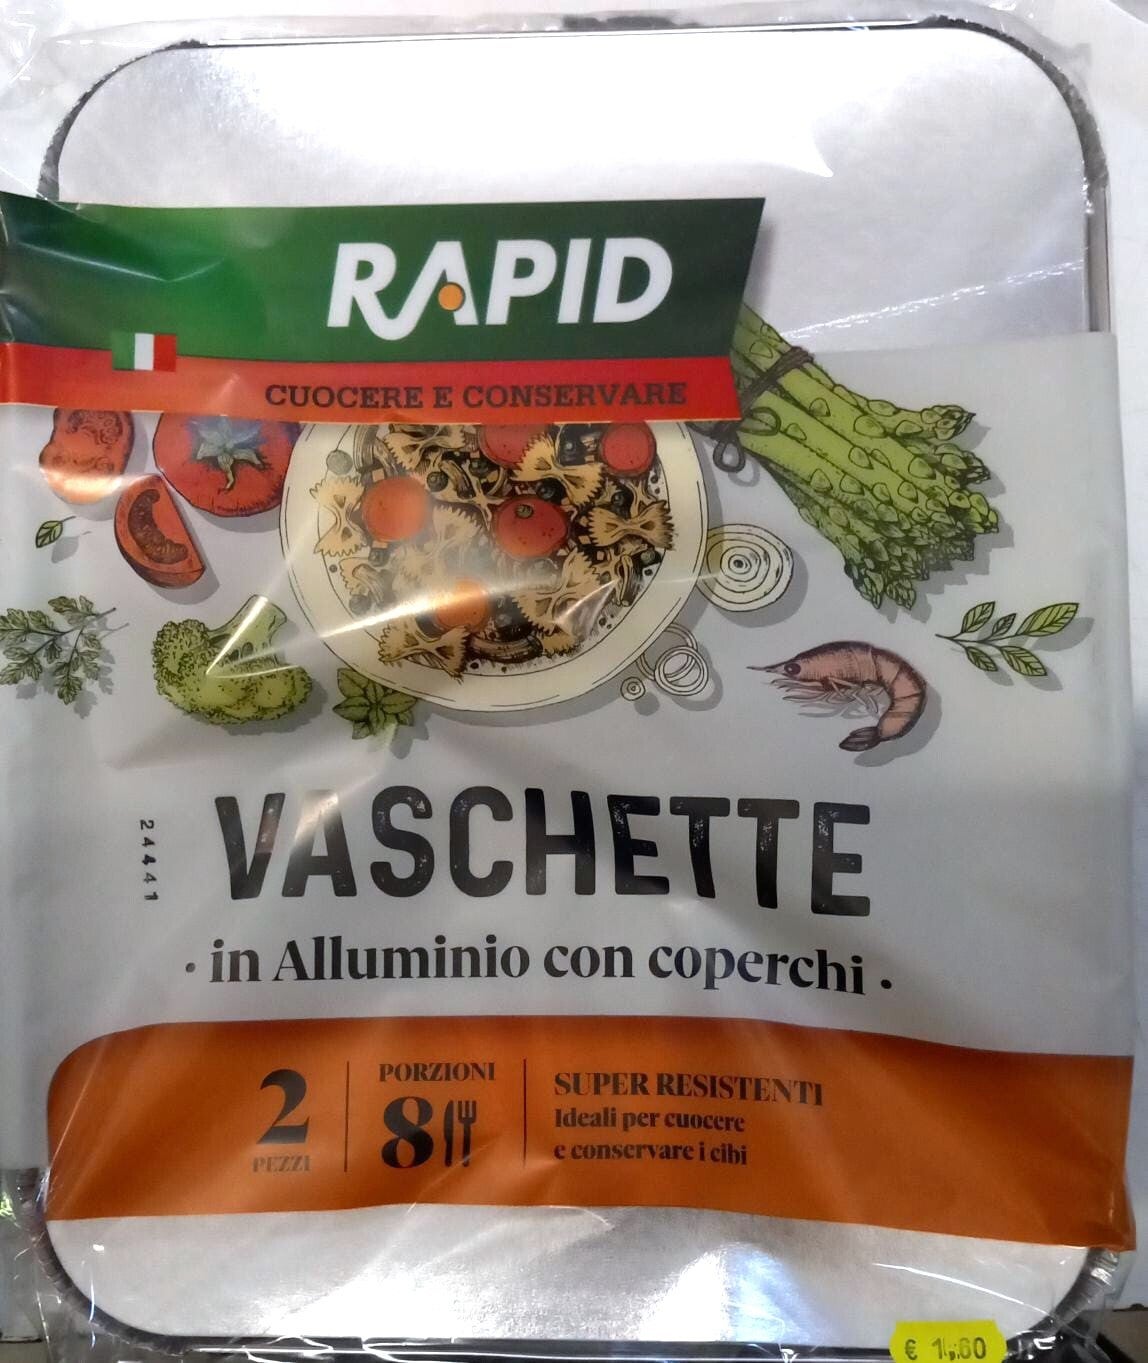 RAPID
CUOCERE E CONSERVARE
24441
VASCHETTE
· in Alluminio con coperchi ·
2
PEZZI
PORZIONI
8
SUPER RESISTENTI
Ideali per cuocere
e conservare i cibi